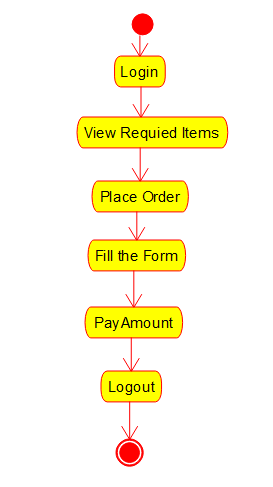 Login
View Requied Items
Place Order
Fill the Form
PayAmount
Logout